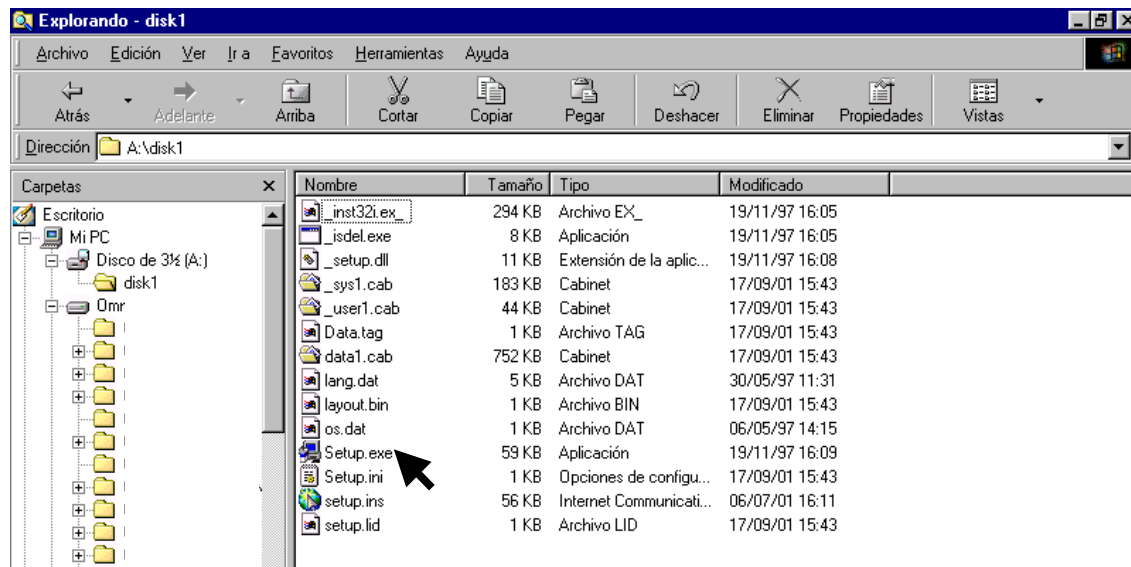 Explorando - disk1
Archivo Edición Ver Ir a Favoritos Herramientas Ayuda
Atrás Adelante Arriba Cortar Copiar Pegar Deshacer Eliminar Propiedades Vistas
Dirección A:\disk1
Carpetas
Escritorio
Mi PC
Disco de 3½ (A:)
disk1
Omr
Nombre Tamaño Tipo Modificado
_inst32i.ex_ 294 KB Archivo EX_ 19/11/97 16:05
_isdel.exe 8 KB Aplicación 19/11/97 16:05
_setup.dll 11 KB Extensión de la aplic... 19/11/97 16:08
_sys1.cab 183 KB Cabinet 17/09/01 15:43
_user1.cab 44 KB Cabinet 17/09/01 15:43
Data.tag 1 KB Archivo TAG 17/09/01 15:43
data1.cab 752 KB Cabinet 17/09/01 15:43
lang.dat 5 KB Archivo DAT 30/05/97 11:31
layout.bin 1 KB Archivo BIN 17/09/01 15:43
os.dat 1 KB Archivo DAT 06/05/97 14:15
Setup.exe 59 KB Aplicación 19/11/97 16:09
Setup.ini 1 KB Opciones de configu... 17/09/01 15:43
setup.ins 56 KB Internet Communicati... 06/07/01 16:11
setup.lid 1 KB Archivo LID 17/09/01 15:43